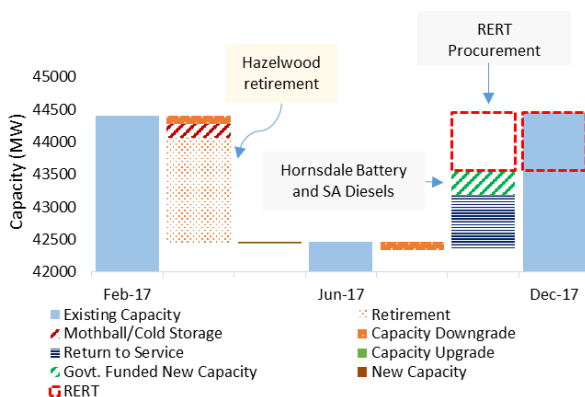 RERT
Procurement
Hazelwood
retirement
45000
44500
44000
43500
43000
42500
42000
Capacity (MW)
Hornsdale Battery
and SA Diesels
Feb-17 Jun-17 Dec-17
Existing Capacity Retirement
Mothball/Cold Storage Capacity Downgrade
Return to Service Capacity Upgrade
Govt. Funded New Capacity New Capacity
RERT